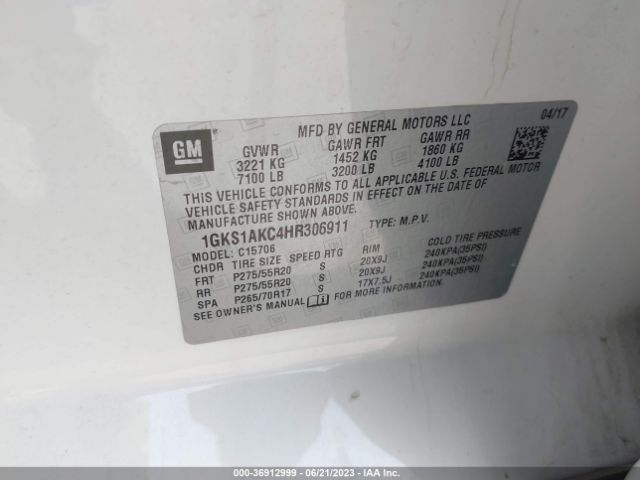 GM
MFD BY GENERAL MOTORS LLC
04/17
GVWR GAWR FRT GAWR RR
3221 KG 1452 KG 1860 KG
7100 LB 3200 LB 4100 LB
THIS VEHICLE CONFORMS TO ALL APPLICABLE U.S. FEDERAL MOTOR
VEHICLE SAFETY STANDARDS IN EFFECT ON THE DATE OF
MANUFACTURE SHOWN ABOVE.
1GKS1AKC4HR306911 TYPE: M.P.V.
MODEL: C15706
CHDR TIRE SIZE SPEED RTG RIM COLD TIRE PRESSURE
FRT P275/55R20 S 20X9J 240KPA(35PSI)
RR P275/55R20 S 20X9J 240KPA(35PSI)
SPA P265/70R17 S 17X7.5J 240KPA(35PSI)
SEE OWNER'S MANUAL FOR MORE INFORMATION.
000-36912999 - 06/21/2023 - IAAI.COM